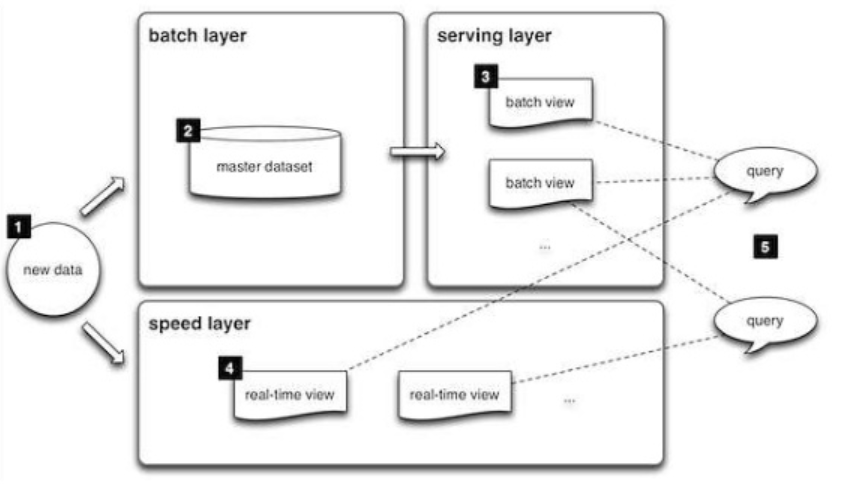 batch layer
serving layer
3
batch view
2
master dataset
query
batch view
1
...
5
new data
speed layer
query
4
real-time view
real-time view
...